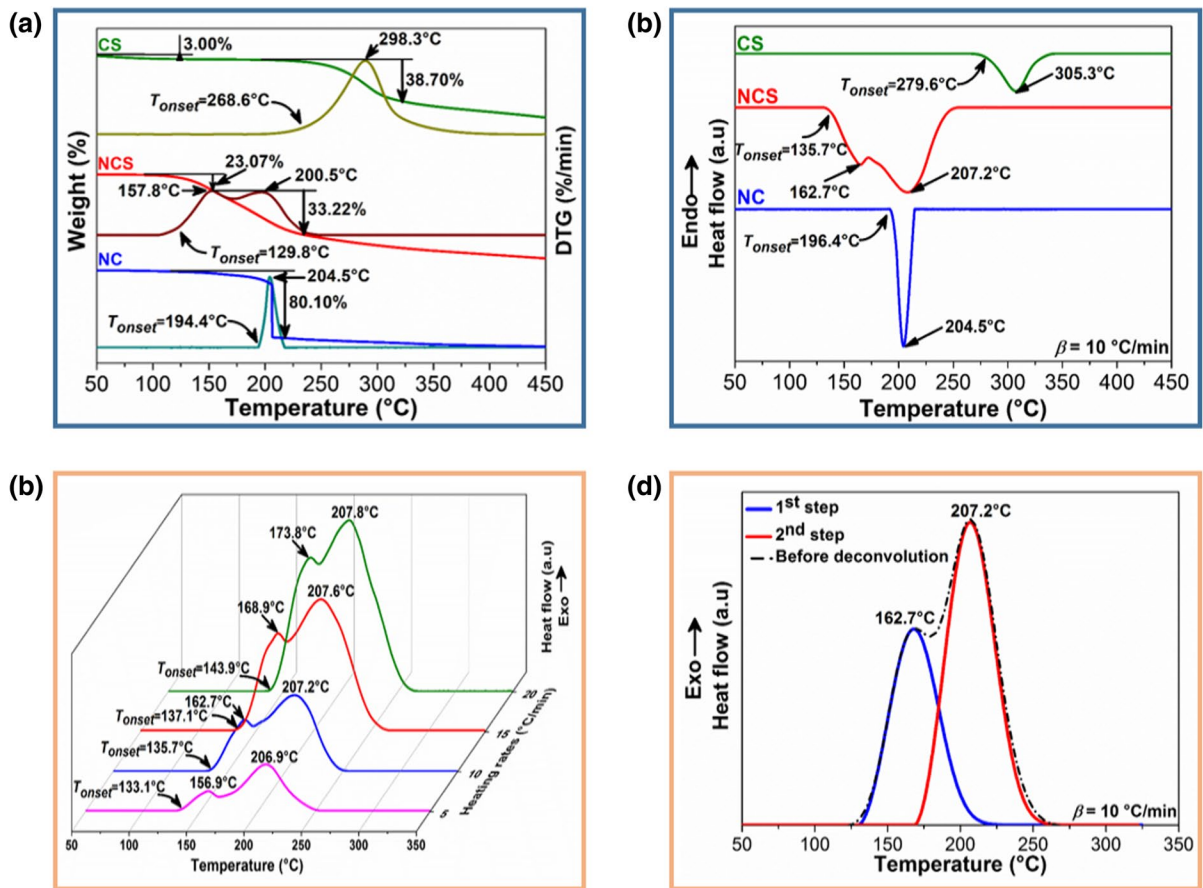 (a)
CS
3.00%
298.3°C
38.70%
Tonset=268.6°C
NCS
23.07%
157.8°C
200.5°C
33.22%
Tonset=129.8°C
NC
204.5°C
80.10%
Tonset=194.4°C
Weight (%)
DTG (%/min)
50 100 150 200 250 300 350 400 450
Temperature (°C)
(b)
CS
Tonset=279.6°C
305.3°C
NCS
Tonset=135.7°C
162.7°C
207.2°C
NC
Tonset=196.4°C
204.5°C
β = 10 °C/min
Endo
Heat flow (a.u)
50 100 150 200 250 300 350 400 450
Temperature (°C)
(b)
207.8°C
173.8°C
207.6°C
168.9°C
Tonset=143.9°C
207.2°C
162.7°C
Tonset=137.1°C
206.9°C
Tonset=135.7°C
156.9°C
Tonset=133.1°C
Heat flow (a.u)
Exo
20
15
10
5
Heating rates (°C/min)
50 100 150 200 250 300 350
Temperature (°C)
(d)
1st step
2nd step
Before deconvolution
207.2°C
162.7°C
β = 10 °C/min
Exo
Heat flow (a.u)
50 100 150 200 250 300 350
Temperature (°C)